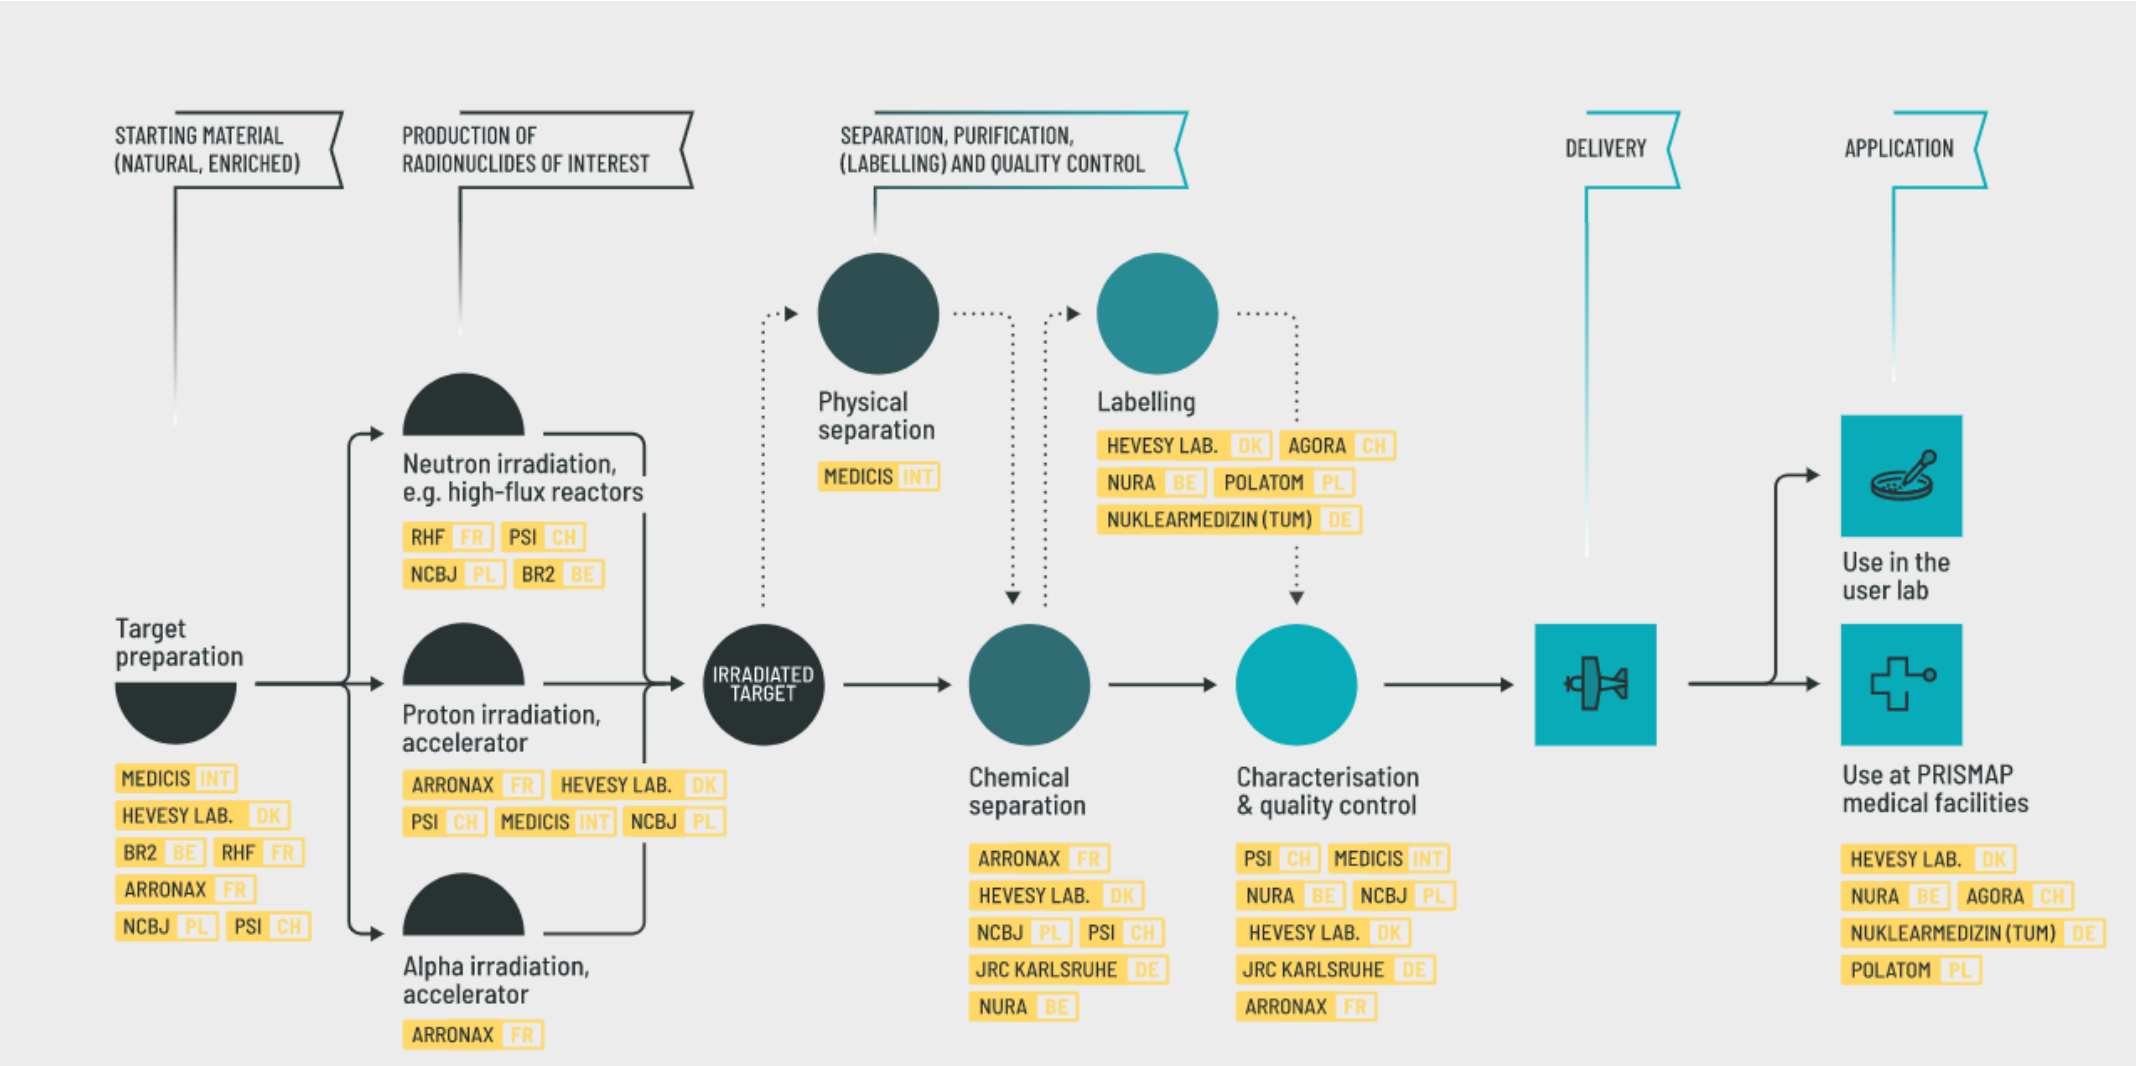 STARTING MATERIAL
(NATURAL, ENRICHED)
PRODUCTION OF
RADIONUCLIDES OF INTEREST
SEPARATION, PURIFICATION,
(LABELLING) AND QUALITY CONTROL
DELIVERY
APPLICATION
Target
preparation
MEDICIS INT
HEVESY LAB. DK
BR2 BE RHF FR
ARRONAX FR
NCBJ PL PSI CH
Neutron irradiation,
e.g. high-flux reactors
RHF FR PSI CH
NCBJ PL BR2 BE
Proton irradiation,
accelerator
ARRONAX FR HEVESY LAB. DK
PSI CH MEDICIS INT NCBJ PL
Alpha irradiation,
accelerator
ARRONAX FR
IRRADIATED
TARGET
Physical
separation
MEDICIS INT
Labelling
HEVESY LAB. DK AGORA CH
NURA BE POLATOM PL
NUKLEARMEDIZIN (TUM) DE
Chemical
separation
ARRONAX FR
HEVESY LAB. DK
NCBJ PL PSI CH
JRC KARLSRUHE DE
NURA BE
Characterisation
& quality control
PSI CH MEDICIS INT
NURA BE NCBJ PL
HEVESY LAB. DK
JRC KARLSRUHE DE
ARRONAX FR
Use in the
user lab
Use at PRISMAP
medical facilities
HEVESY LAB. DK
NURA BE AGORA CH
NUKLEARMEDIZIN (TUM) DE
POLATOM PL